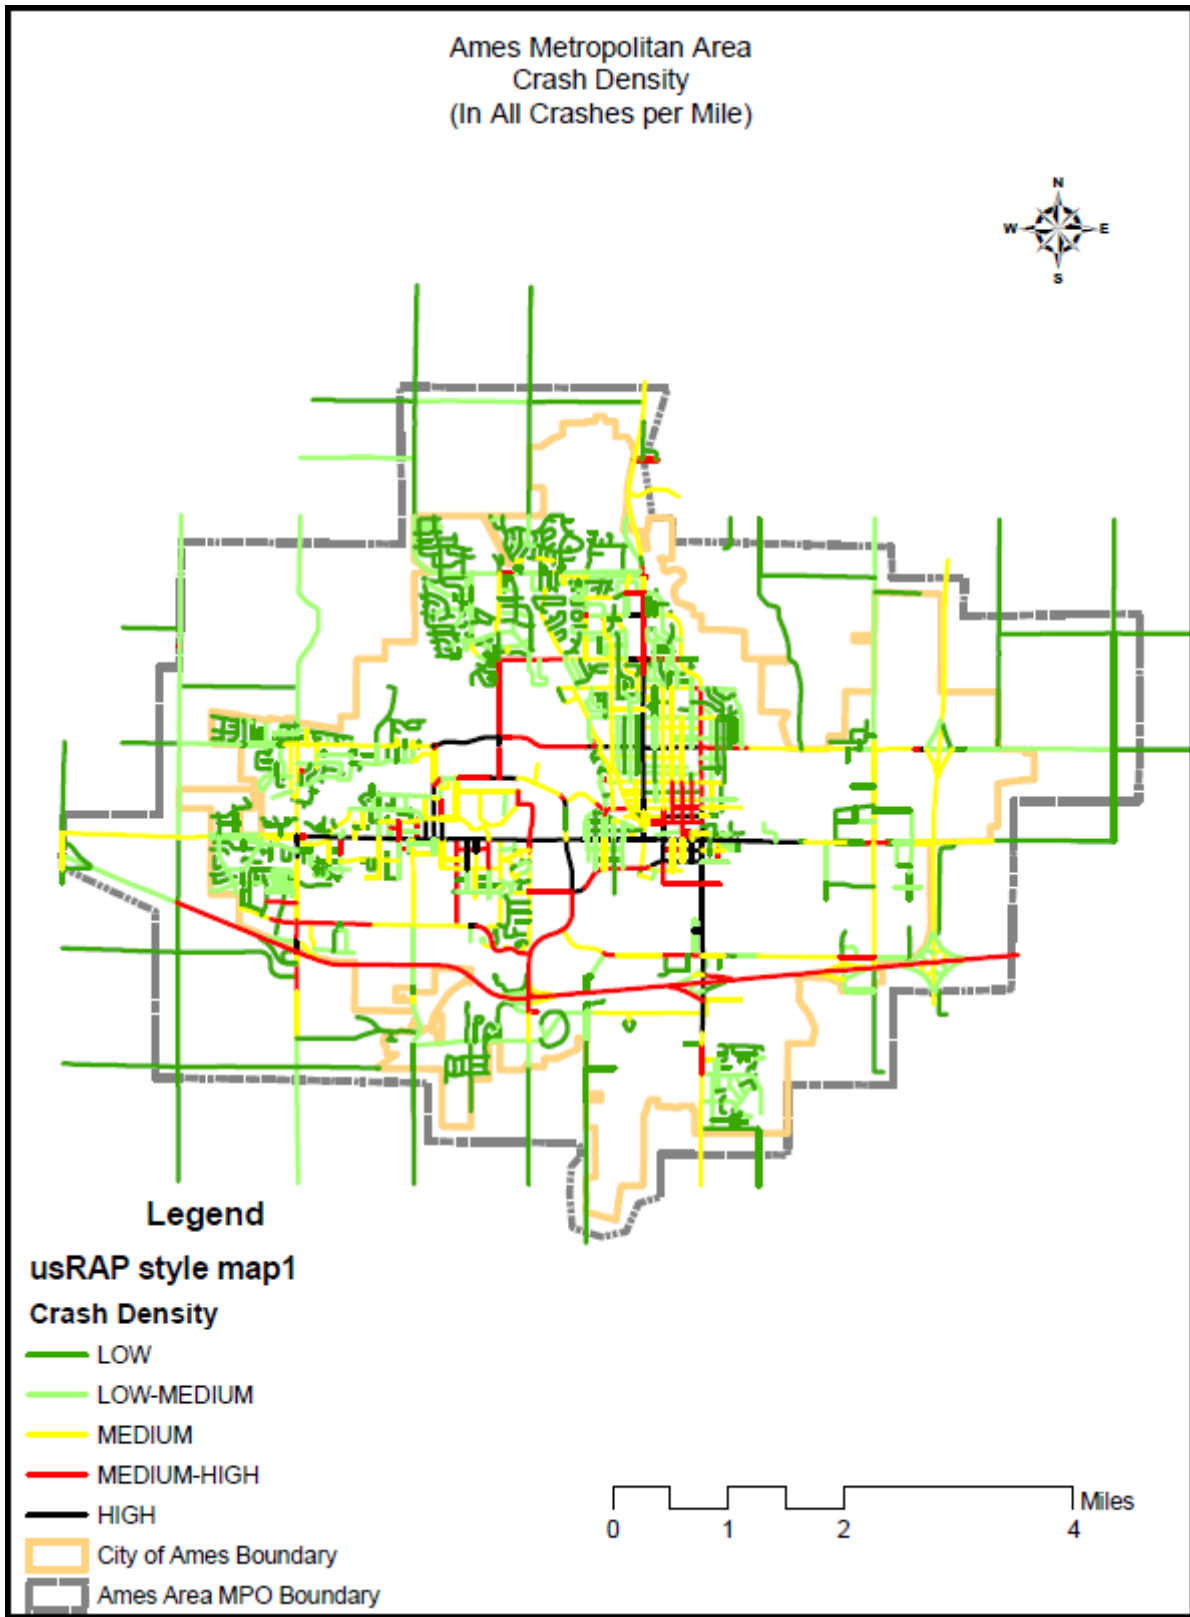 Ames Metropolitan Area
Crash Density
(In All Crashes per Mile)
N
W E
S
Legend
usRAP style map1
Crash Density
LOW
LOW-MEDIUM
MEDIUM
MEDIUM-HIGH
HIGH
City of Ames Boundary
Ames Area MPO Boundary
Miles
0 1 2 4